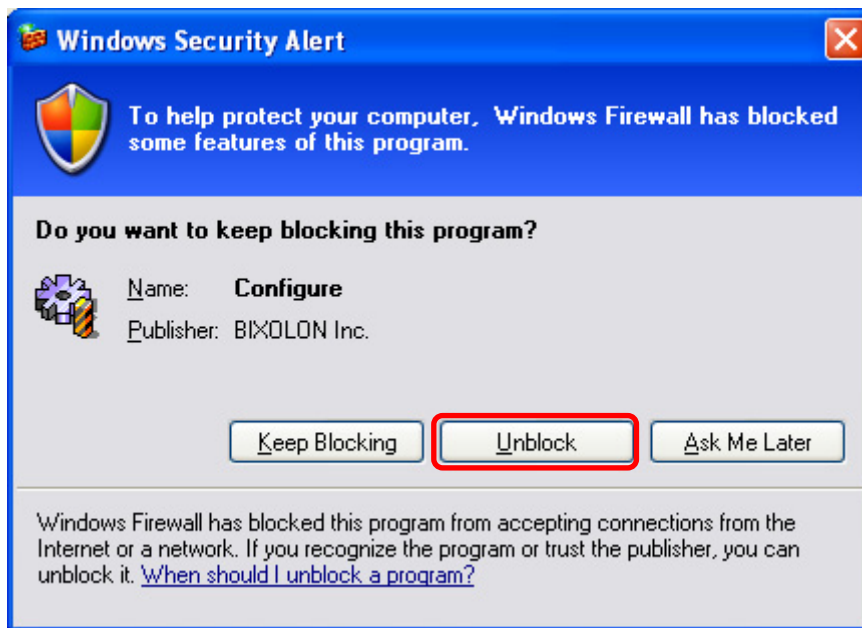 Windows Security Alert
To help protect your computer, Windows Firewall has blocked
some features of this program.
Do you want to keep blocking this program?
Name: Configure
Publisher: BIXOLON Inc.
Keep Blocking Unblock Ask Me Later
Windows Firewall has blocked this program from accepting connections from the
Internet or a network. If you recognize the program or trust the publisher, you can
unblock it. When should I unblock a program?